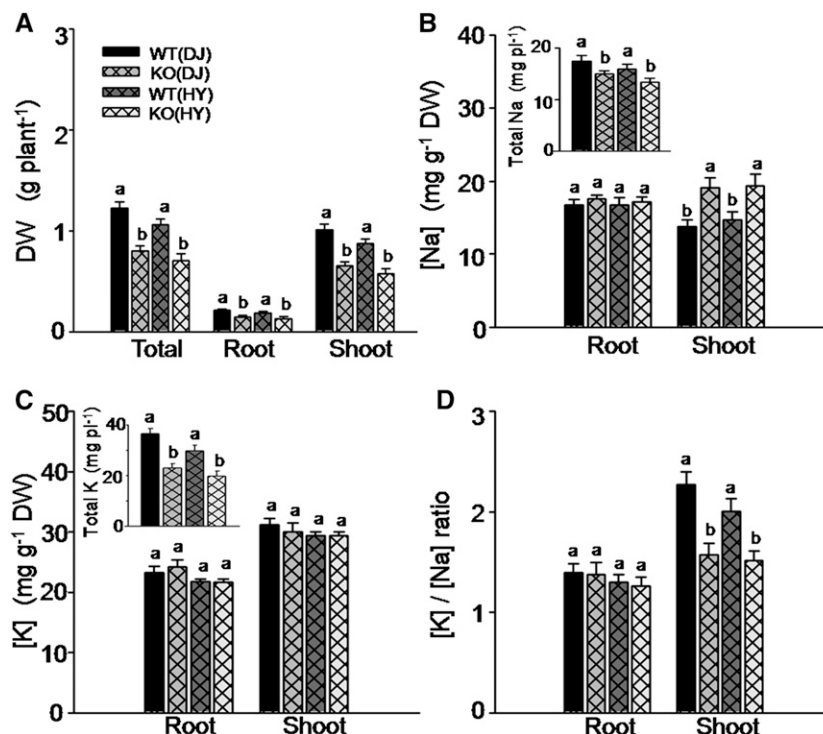 A
DW (g plant⁻¹)
3
2
1
0
WT(DJ)
KO(DJ)
WT(HY)
KO(HY)
a b a b
a b a b
a b a b
Total Root Shoot
B
[Na] (mg g⁻¹ DW)
40
30
20
10
0
Total Na (mg pl⁻¹)
20
10
0
a b a b
a a a a
b a b a
Root Shoot
C
[K] (mg g⁻¹ DW)
50
40
30
20
10
0
Total K (mg pl⁻¹)
40
20
0
a b a b
a a a a
a a a a
Root Shoot
D
[K] / [Na] ratio
3
2
1
0
a a a a
a b a b
Root Shoot